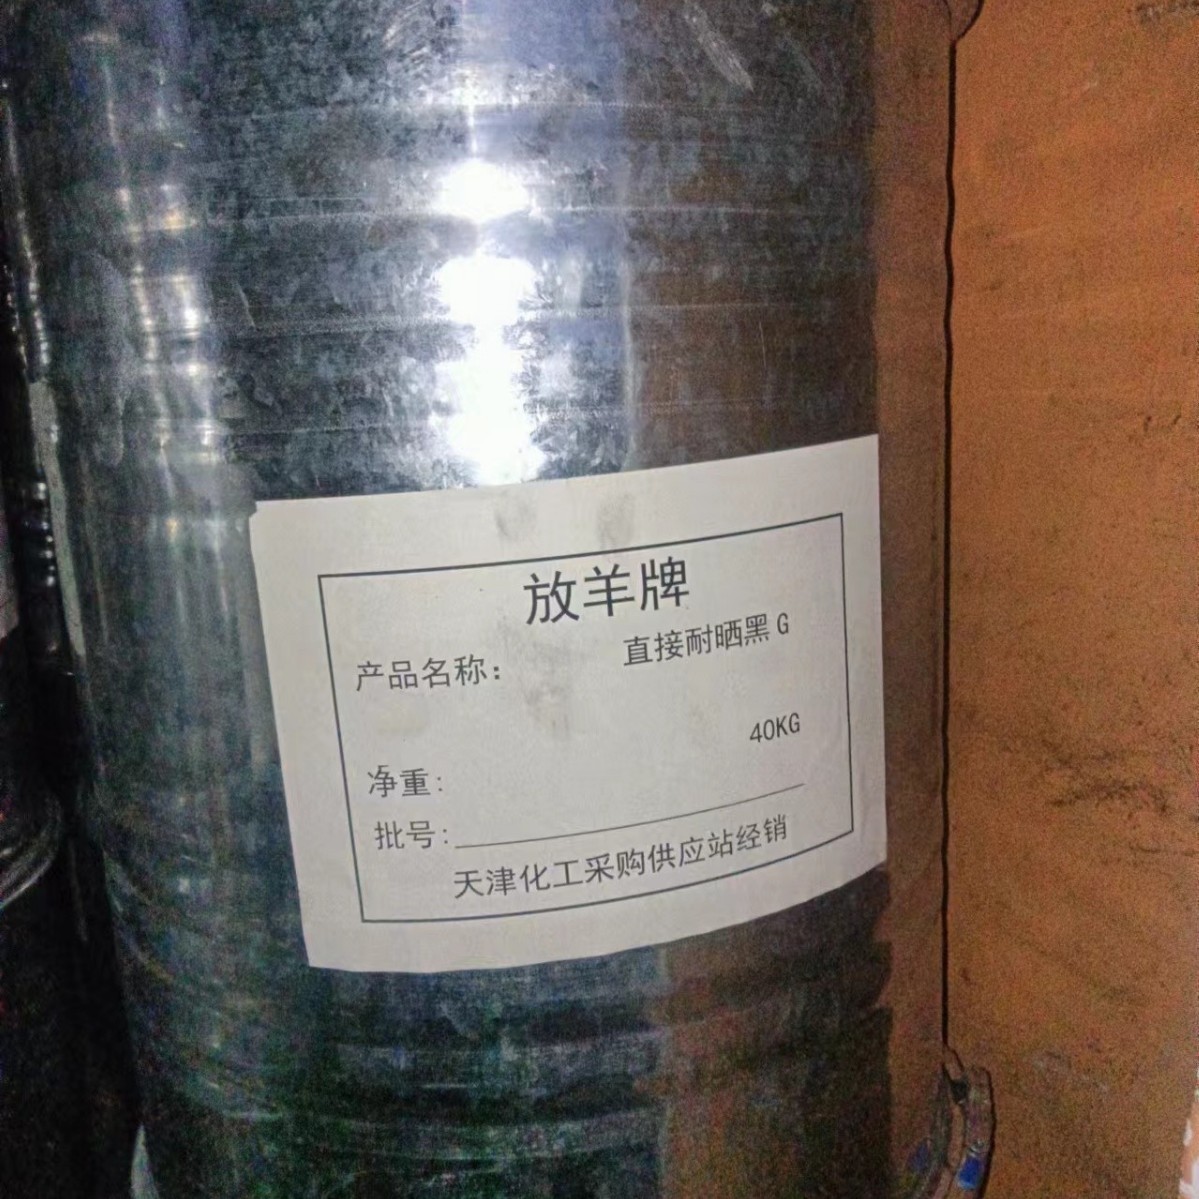 放羊牌
产品名称： 直接耐晒黑 G
净重： 40KG
批号：
天津化工采购供应站经销